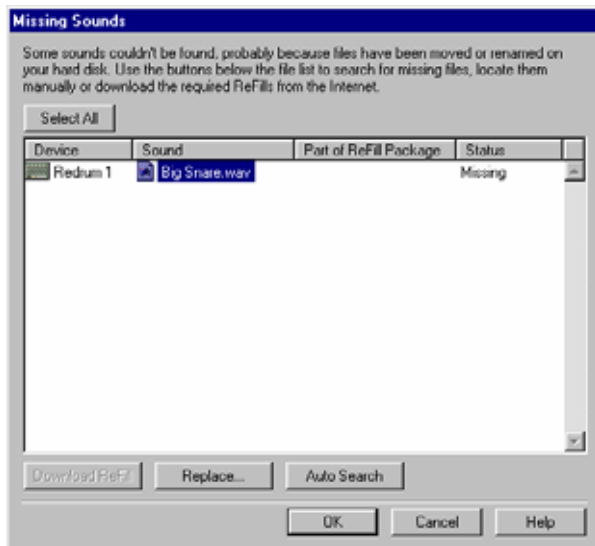 Missing Sounds
Some sounds couldn't be found, probably because files have been moved or renamed on
your hard disk. Use the buttons below the file list to search for missing files, locate them
manually or download the required ReFills from the Internet.
Select All
Device Sound Part of ReFill Package Status
Redrum 1 Big Snare.wav Missing
Download ReFill Replace... Auto Search
OK Cancel Help